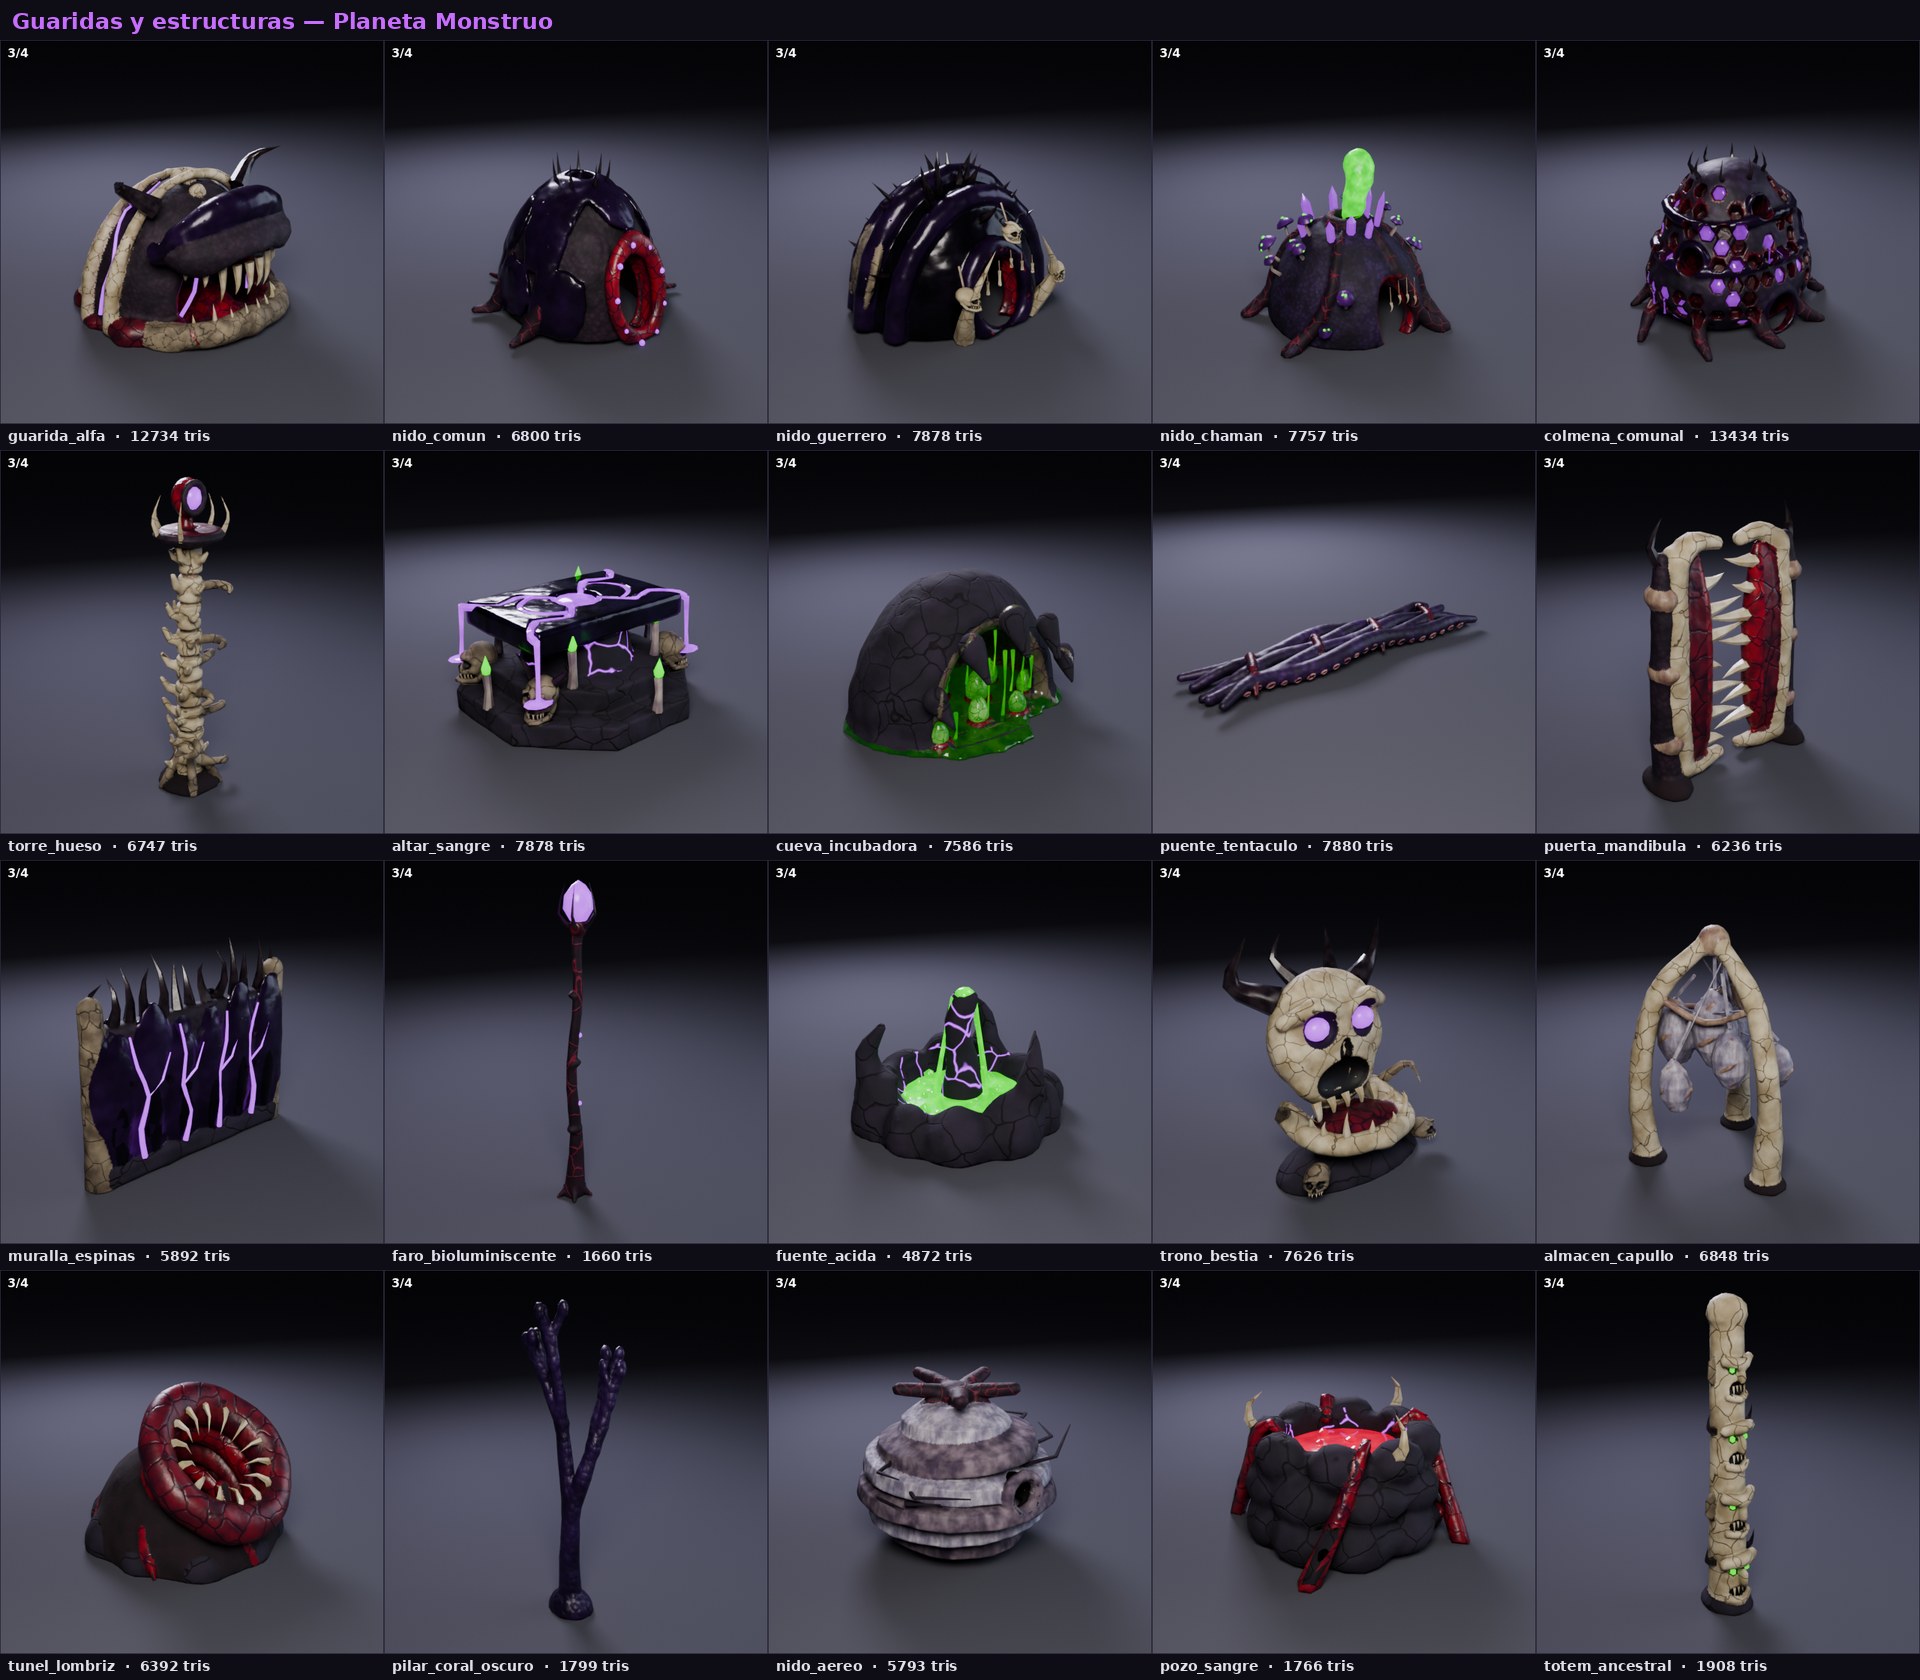 Guaridas y estructuras — Planeta Monstruo
3/4
3/4
3/4
3/4
3/4
guarida_alfa · 12734 tris
nido_comun · 6800 tris
nido_guerrero · 7878 tris
nido_chaman · 7757 tris
colmena_comunal · 13434 tris
3/4
3/4
3/4
3/4
3/4
torre_hueso · 6747 tris
altar_sangre · 7878 tris
cueva_incubadora · 7586 tris
puente_tentaculo · 7880 tris
puerta_mandibula · 6236 tris
3/4
3/4
3/4
3/4
3/4
muralla_espinas · 5892 tris
faro_bioluminiscente · 1660 tris
fuente_acida · 4872 tris
trono_bestia · 7626 tris
almacen_capullo · 6848 tris
3/4
3/4
3/4
3/4
3/4
tunel_lombriz · 6392 tris
pilar_coral_oscuro · 1799 tris
nido_aereo · 5793 tris
pozo_sangre · 1766 tris
totem_ancestral · 1908 tris